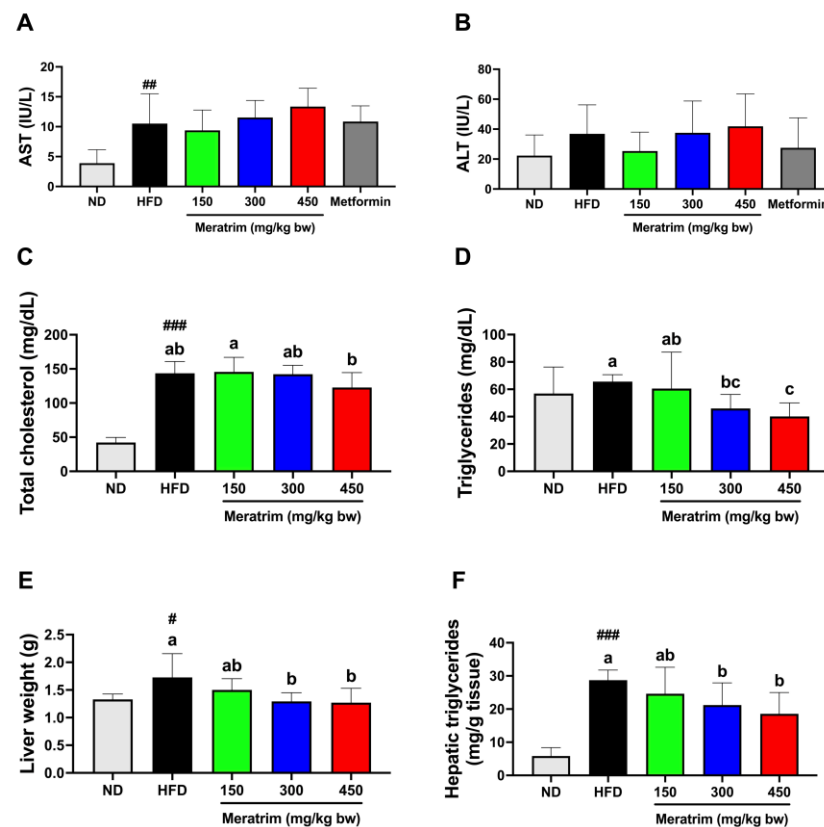 A
AST (IU/L)
20
15
10
5
0
##
ND HFD 150 300 450 Metformin
Meratrim (mg/kg bw)
B
ALT (IU/L)
80
60
40
20
0
ND HFD 150 300 450 Metformin
Meratrim (mg/kg bw)
C
Total cholesterol (mg/dL)
200
150
100
50
0
###
ab a ab b
ND HFD 150 300 450
Meratrim (mg/kg bw)
D
Triglycerides (mg/dL)
100
80
60
40
20
0
a ab bc c
ND HFD 150 300 450
Meratrim (mg/kg bw)
E
Liver weight (g)
2.5
2.0
1.5
1.0
0.5
0.0
#
a ab b b
ND HFD 150 300 450
Meratrim (mg/kg bw)
F
Hepatic triglycerides
(mg/g tissue)
40
30
20
10
0
###
a ab b b
ND HFD 150 300 450
Meratrim (mg/kg bw)